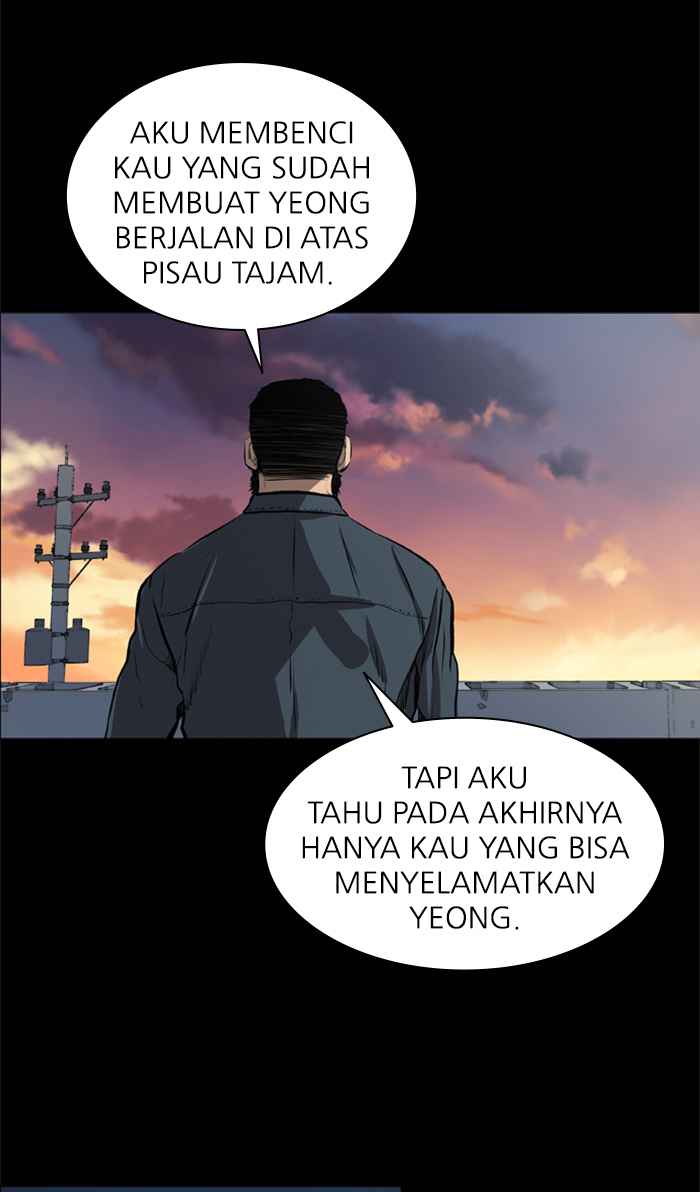 AKU MEMBENCI
KAU YANG SUDAH
MEMBUAT YEONG
BERJALAN DI ATAS
PISAU TAJAM.
TAPI AKU
TAHU PADA AKHIRNYA
HANYA KAU YANG BISA
MENYELAMATKAN
YEONG.